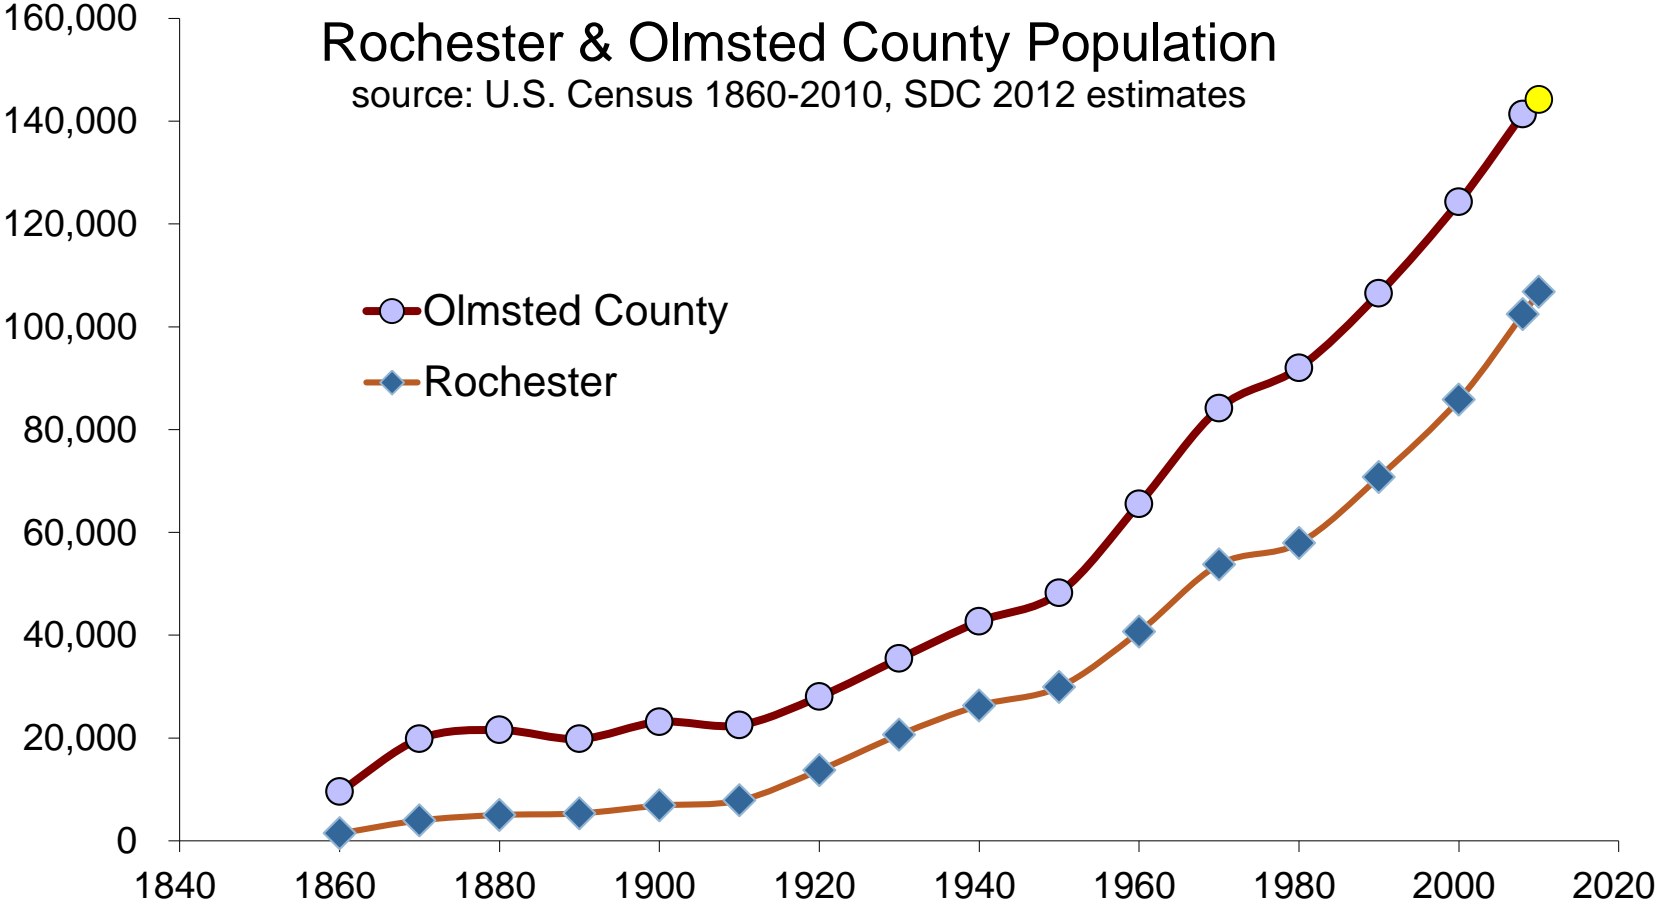 Rochester & Olmsted County Population
source: U.S. Census 1860-2010, SDC 2012 estimates
160,000
140,000
120,000
100,000
80,000
60,000
40,000
20,000
0
Olmsted County
Rochester
1840 1860 1880 1900 1920 1940 1960 1980 2000 2020